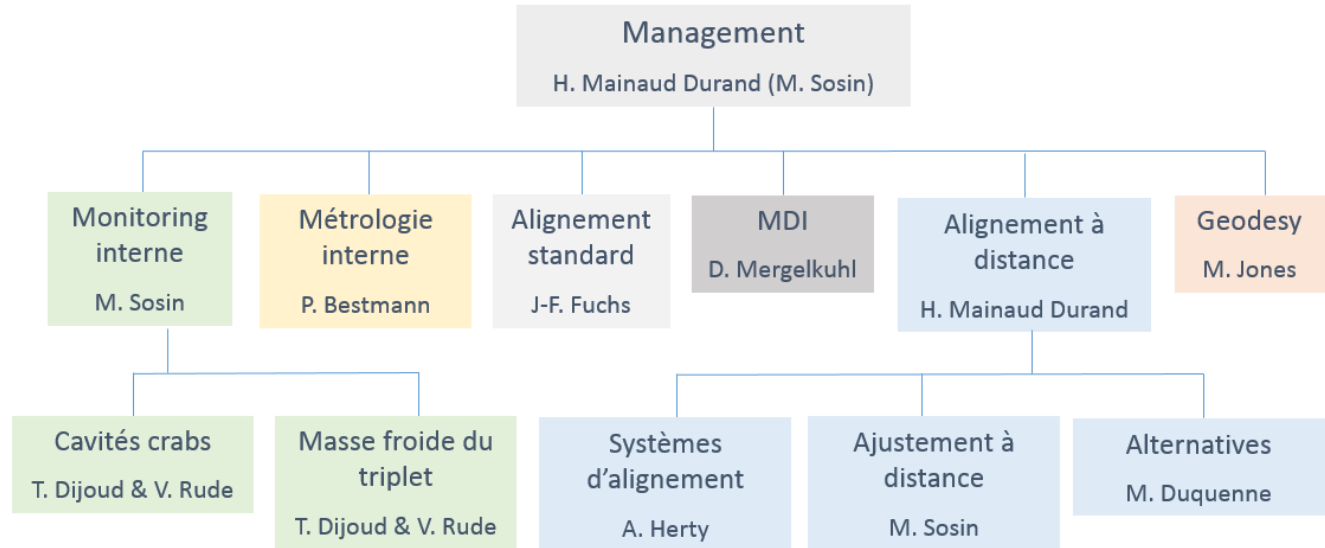 Management
H. Mainaud Durand (M. Sosin)
Monitoring
interne
M. Sosin
Métrologie
interne
P. Bestmann
Alignement
standard
J-F. Fuchs
MDI
D. Mergelkuhl
Alignement à
distance
H. Mainaud Durand
Geodesy
M. Jones
Cavités crabs
T. Dijoud & V. Rude
Masse froide du
triplet
T. Dijoud & V. Rude
Systèmes
d’alignement
A. Herty
Ajustement à
distance
M. Sosin
Alternatives
M. Duquenne